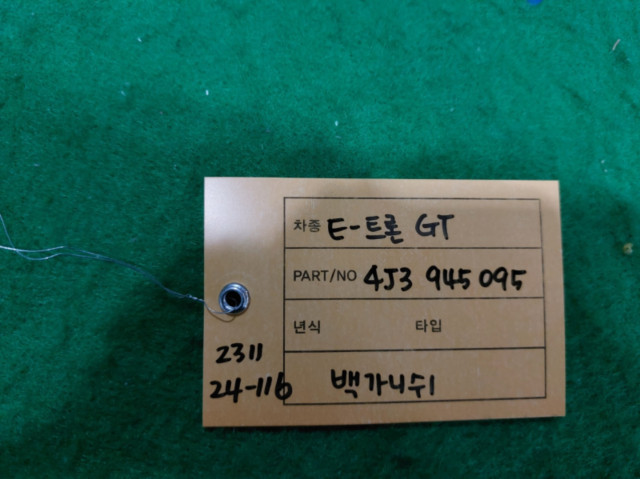 차종 E-트론 GT
PART/NO 4J3 945 095
년식 타입
2311
24-116 백가니쉬